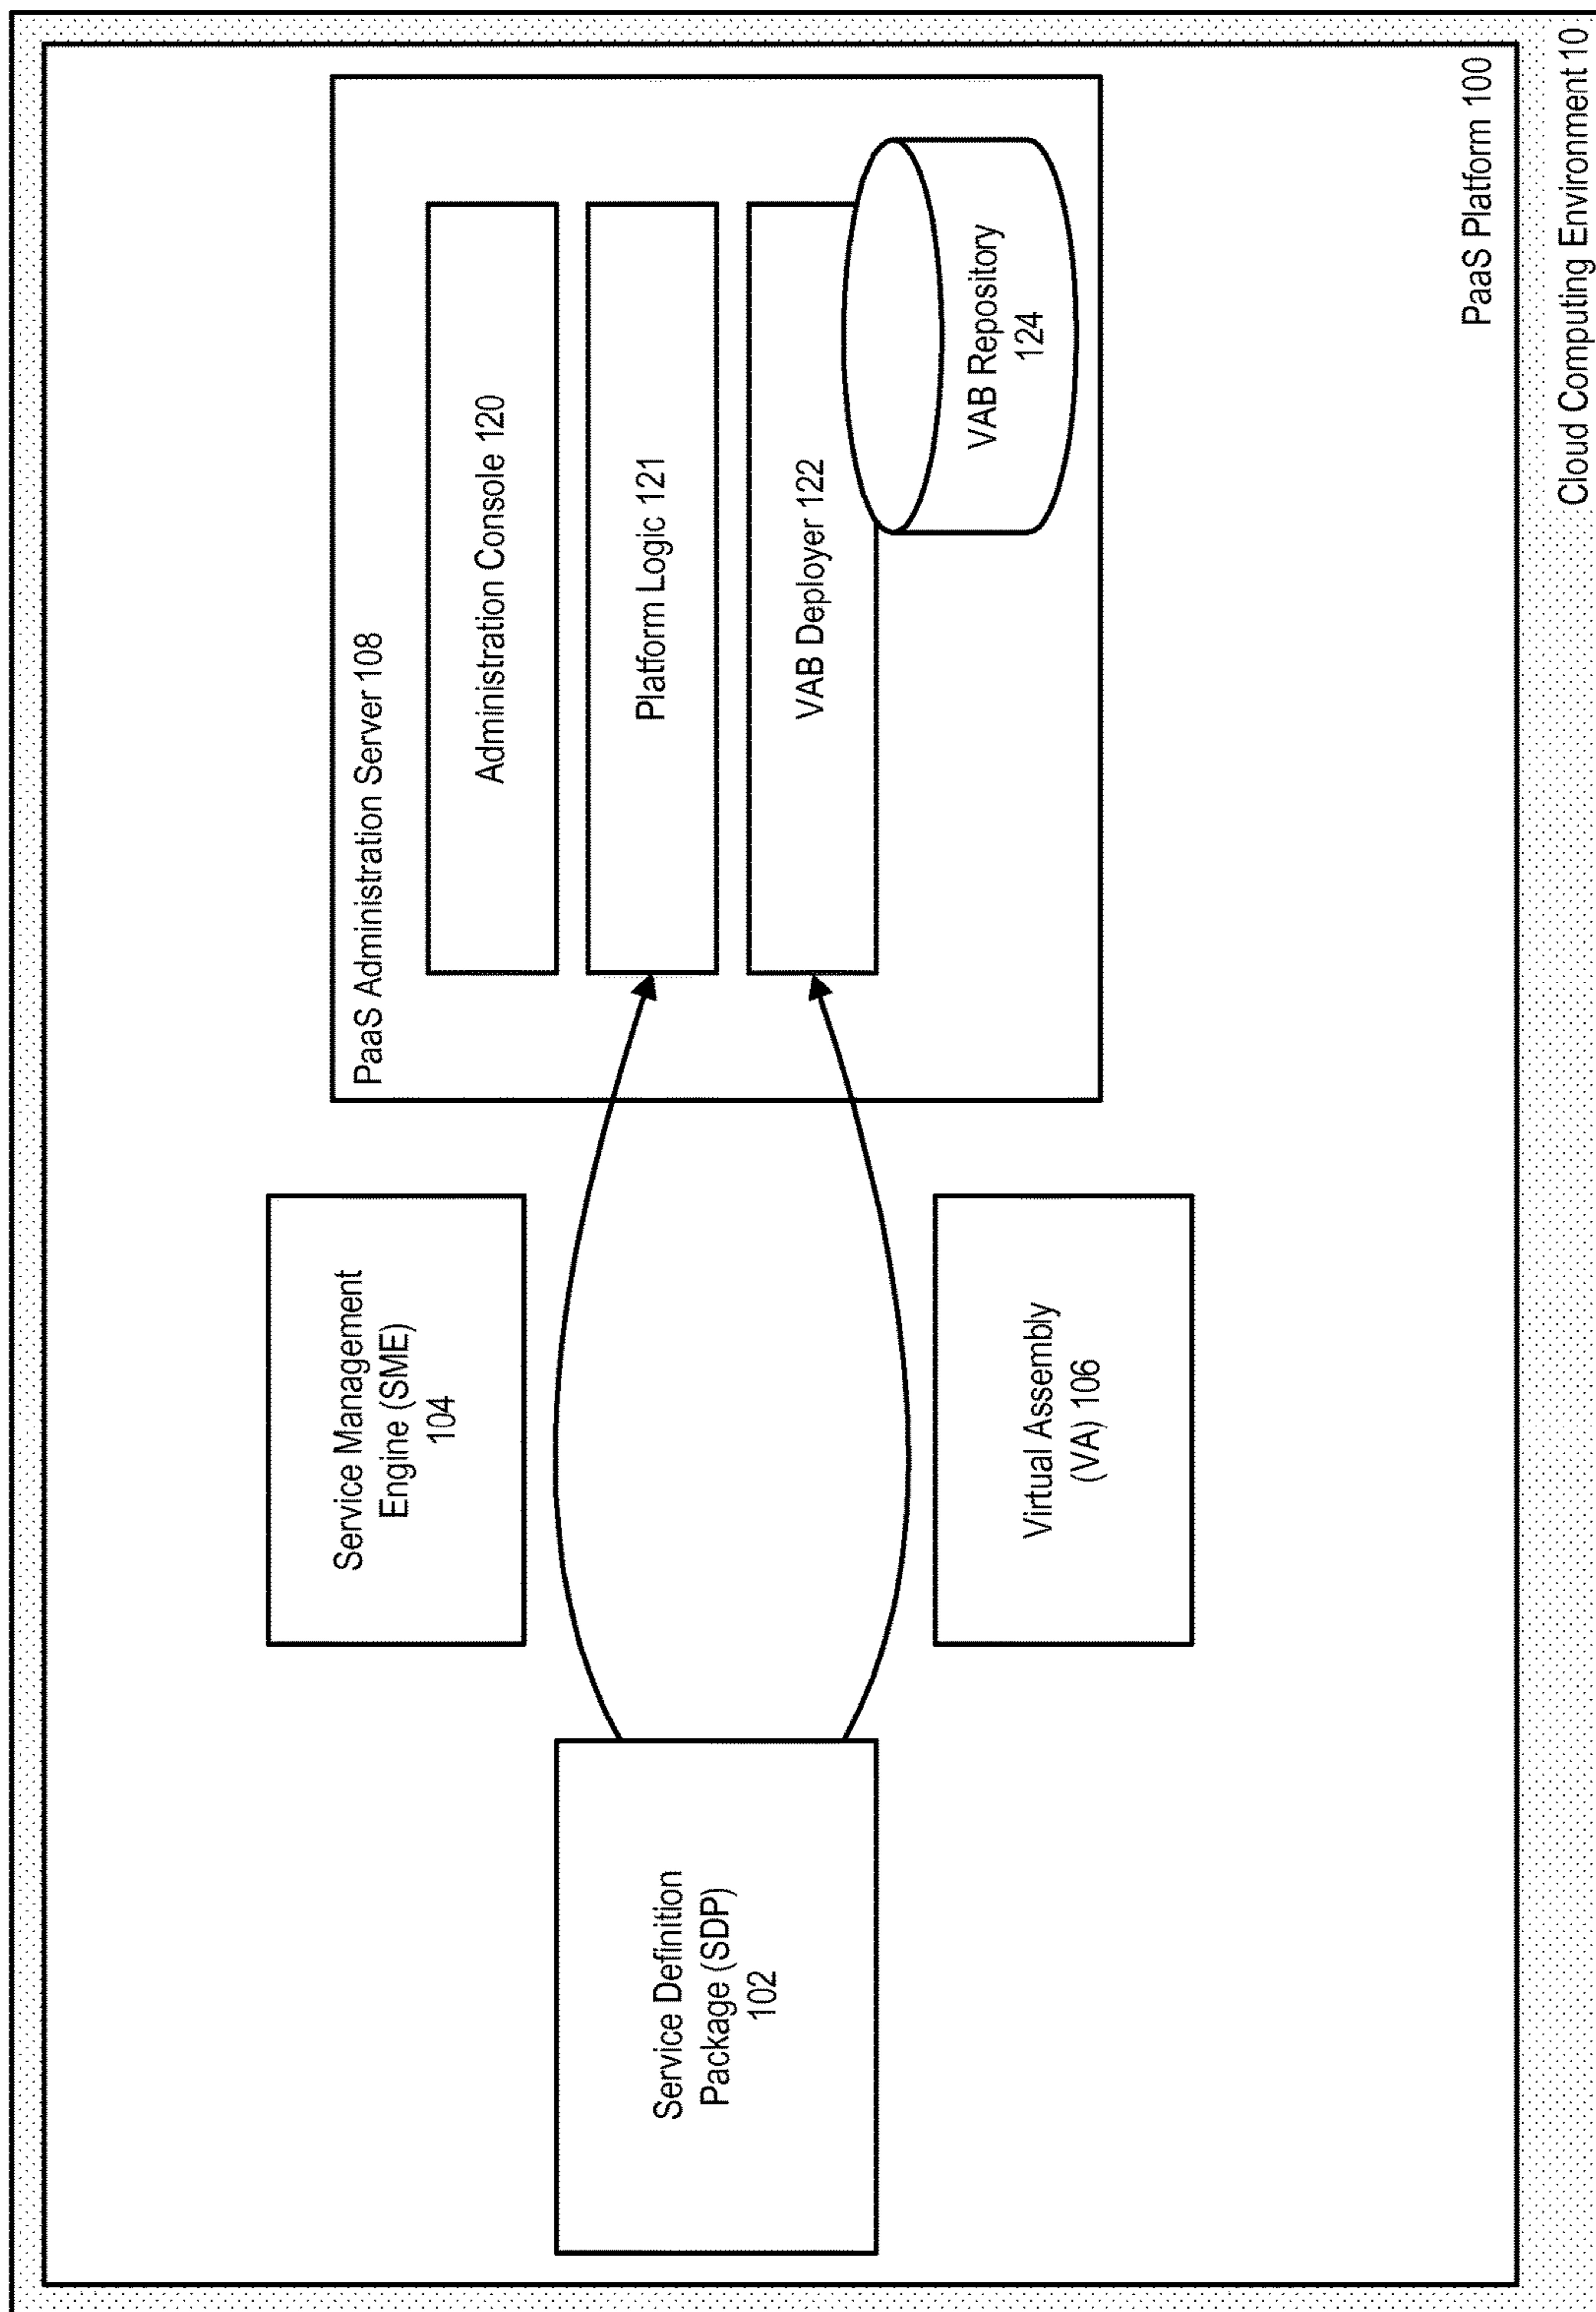 Service Definition
Package (SDP)
102
Service Management
Engine (SME)
104
Virtual Assembly
(VA) 106
PaaS Administration Server 108
Administration Console 120
Platform Logic 121
VAB Deployer 122
VAB Repository
124
PaaS Platform 100
Cloud Computing Environment 10